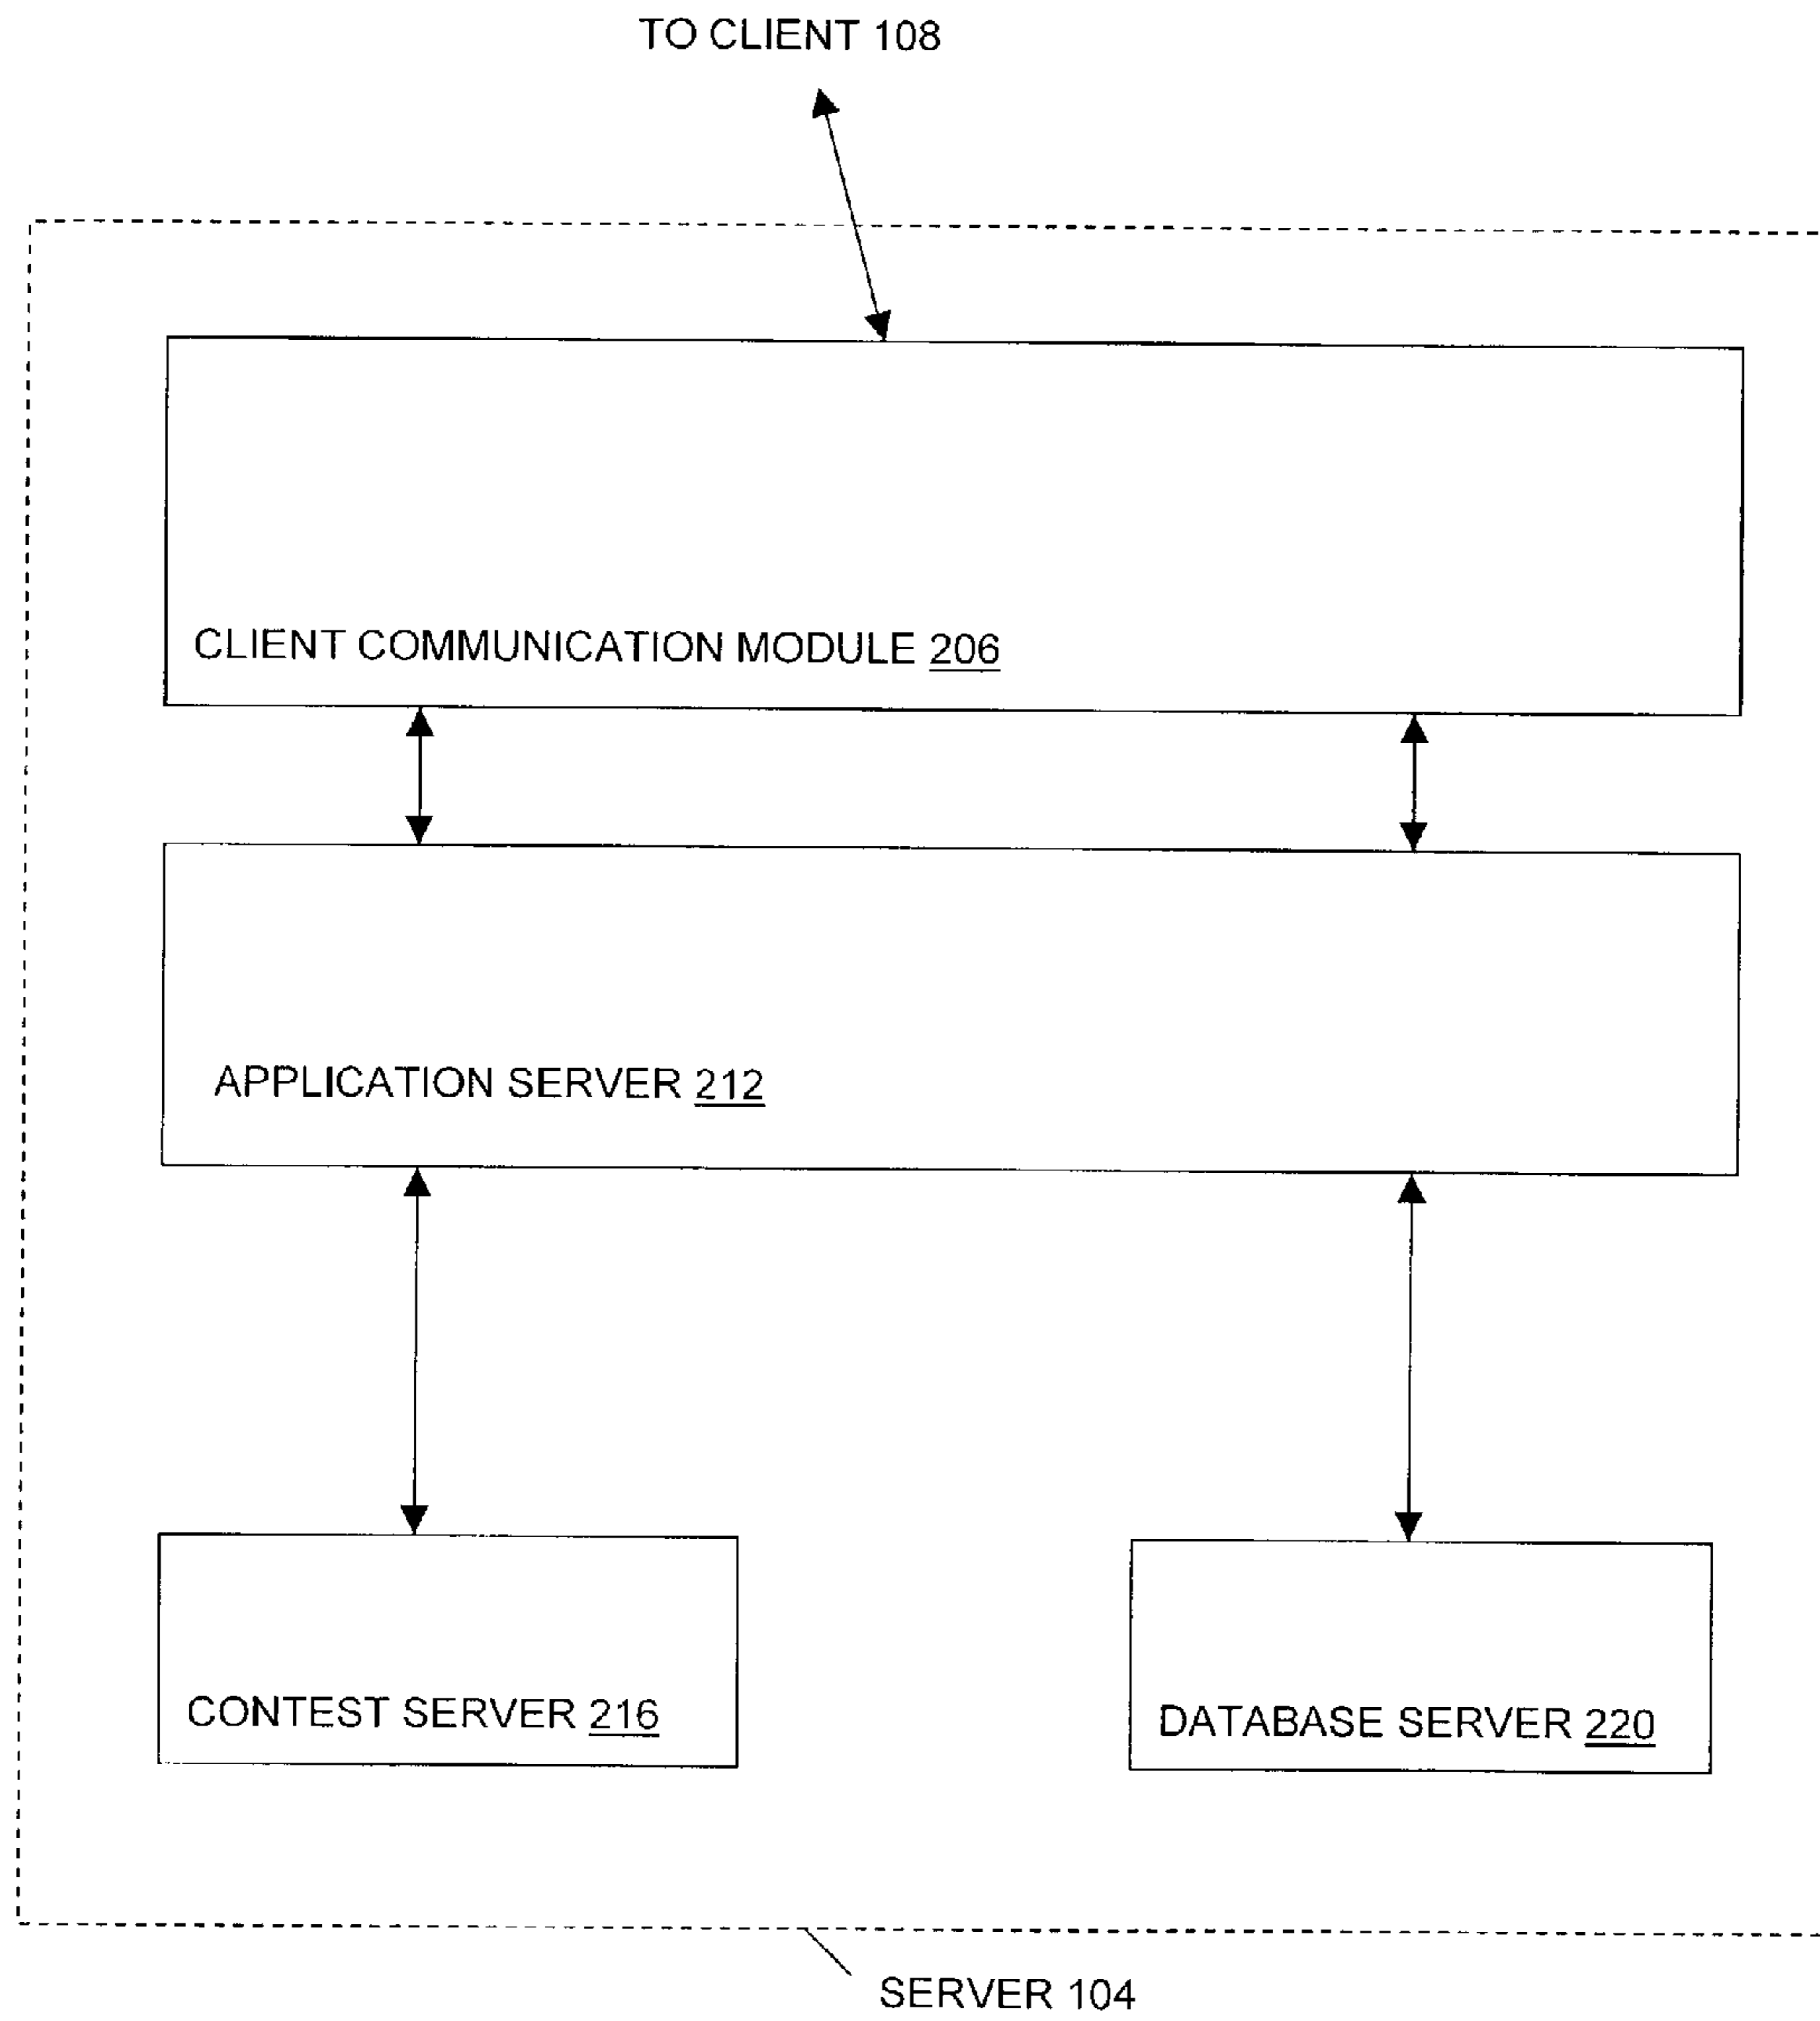 TO CLIENT 108
CLIENT COMMUNICATION MODULE 206
APPLICATION SERVER 212
CONTEST SERVER 216
DATABASE SERVER 220
SERVER 104